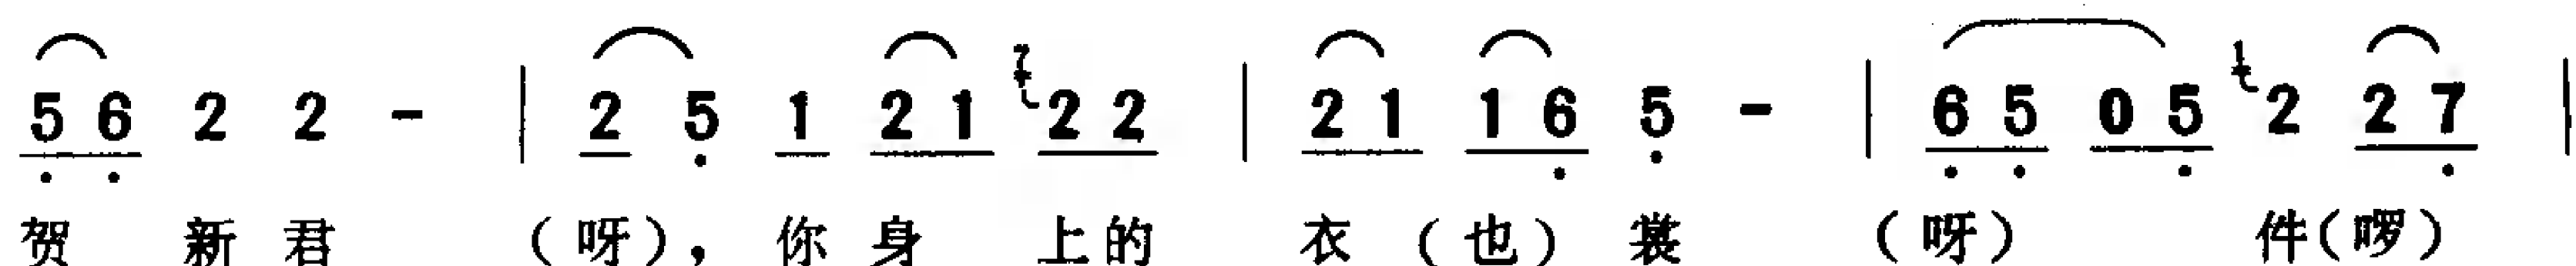 5 6 2 2 - | 2 5 1 2 1 2 2 | 2 1 1 6 5 - | 6 5 0 5 2 2 7 |
贺 新 君 （呀），你 身 上的 衣（也）裳 （呀） 件（啰）